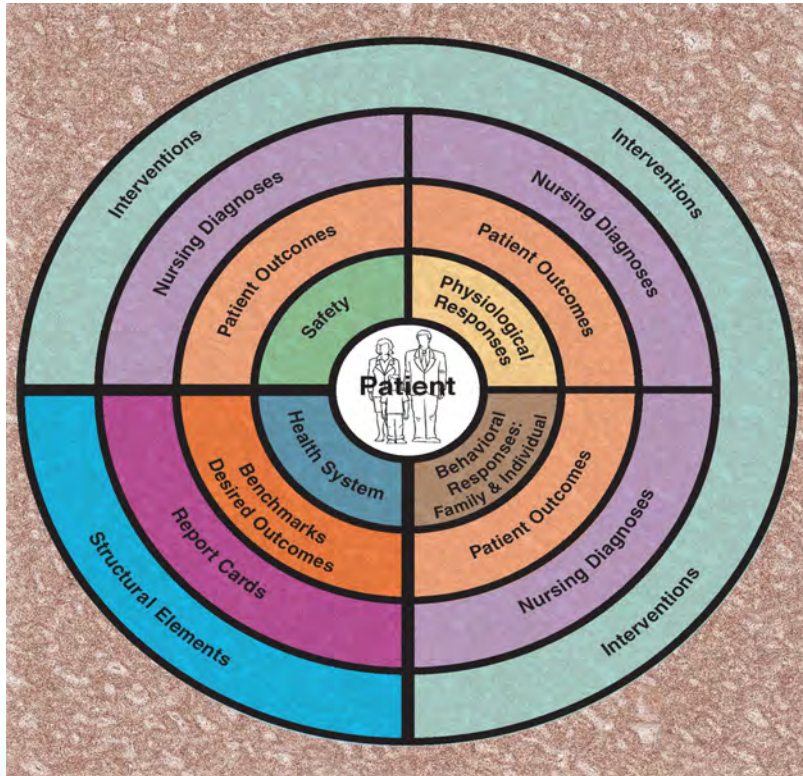 Interventions
Interventions
Nursing Diagnoses
Nursing Diagnoses
Patient Outcomes
Patient Outcomes
Safety
Physiological
Responses
Patient
Health System
Behavioral
Responses:
Family & Individual
Benchmarks
Desired Outcomes
Patient Outcomes
Report Cards
Nursing Diagnoses
Structural Elements
Interventions